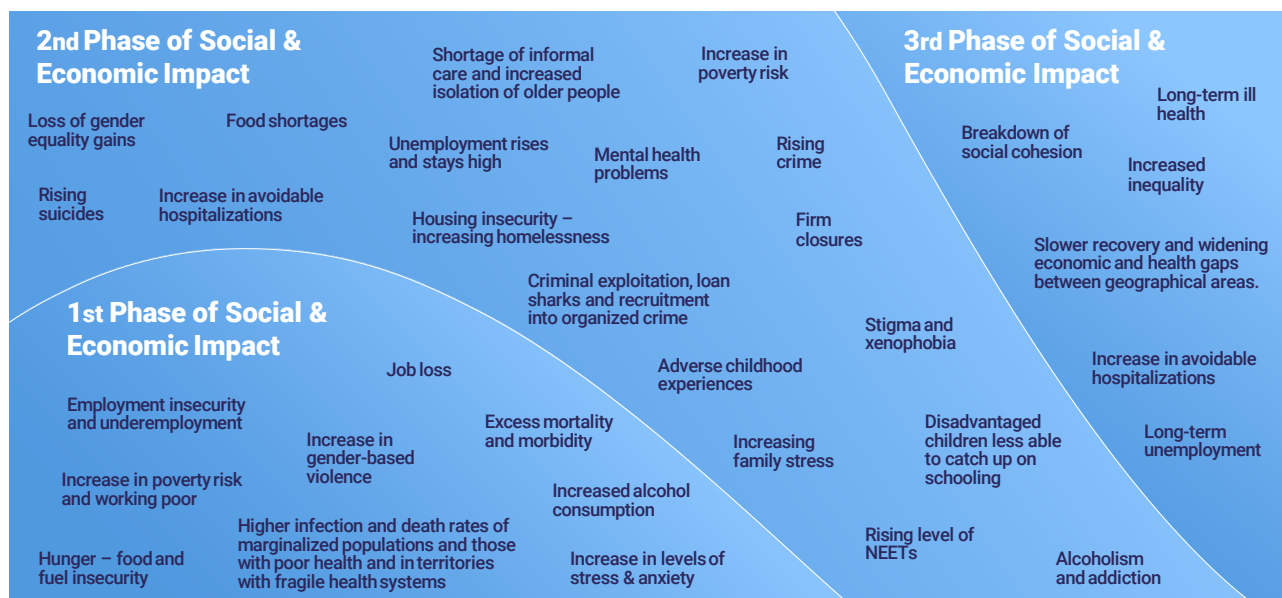 2nd Phase of Social &
Economic Impact
Shortage of informal
care and increased
isolation of older people
Increase in
poverty risk
Loss of gender
equality gains
Food shortages
Unemployment rises
and stays high
Mental health
problems
Rising
crime
Rising
suicides
Increase in avoidable
hospitalizations
Housing insecurity –
increasing homelessness
Firm
closures
Criminal exploitation, loan
sharks and recruitment
into organized crime
Stigma and
xenophobia
Adverse childhood
experiences
Increasing
family stress
Disadvantaged
children less able
to catch up on
schooling
Rising level of
NEETs
Alcoholism
and addiction
1st Phase of Social &
Economic Impact
Job loss
Employment insecurity
and underemployment
Increase in
gender-based
violence
Excess mortality
and morbidity
Increase in poverty risk
and working poor
Increased alcohol
consumption
Hunger – food and
fuel insecurity
Higher infection and death rates of
marginalized populations and those
with poor health and in territories
with fragile health systems
Increase in levels of
stress & anxiety
3rd Phase of Social &
Economic Impact
Long-term ill
health
Breakdown of
social cohesion
Increased
inequality
Slower recovery and widening
economic and health gaps
between geographical areas.
Increase in avoidable
hospitalizations
Long-term
unemployment